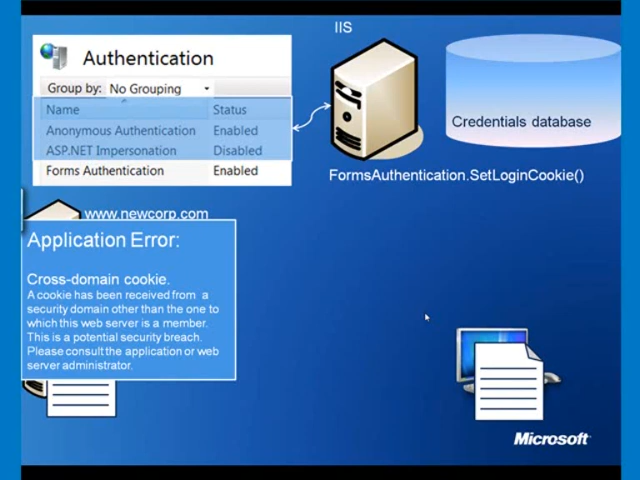 IIS
Authentication
Group by: No Grouping
Name Status
Anonymous Authentication Enabled
ASP.NET Impersonation Disabled
Forms Authentication Enabled
Credentials database
FormsAuthentication.SetLoginCookie()
www.newcorp.com
Application Error:
Cross-domain cookie.
A cookie has been received from a
security domain other than the one to
which this web server is a member.
This is a potential security breach.
Please consult the application or web
server administrator.
Microsoft